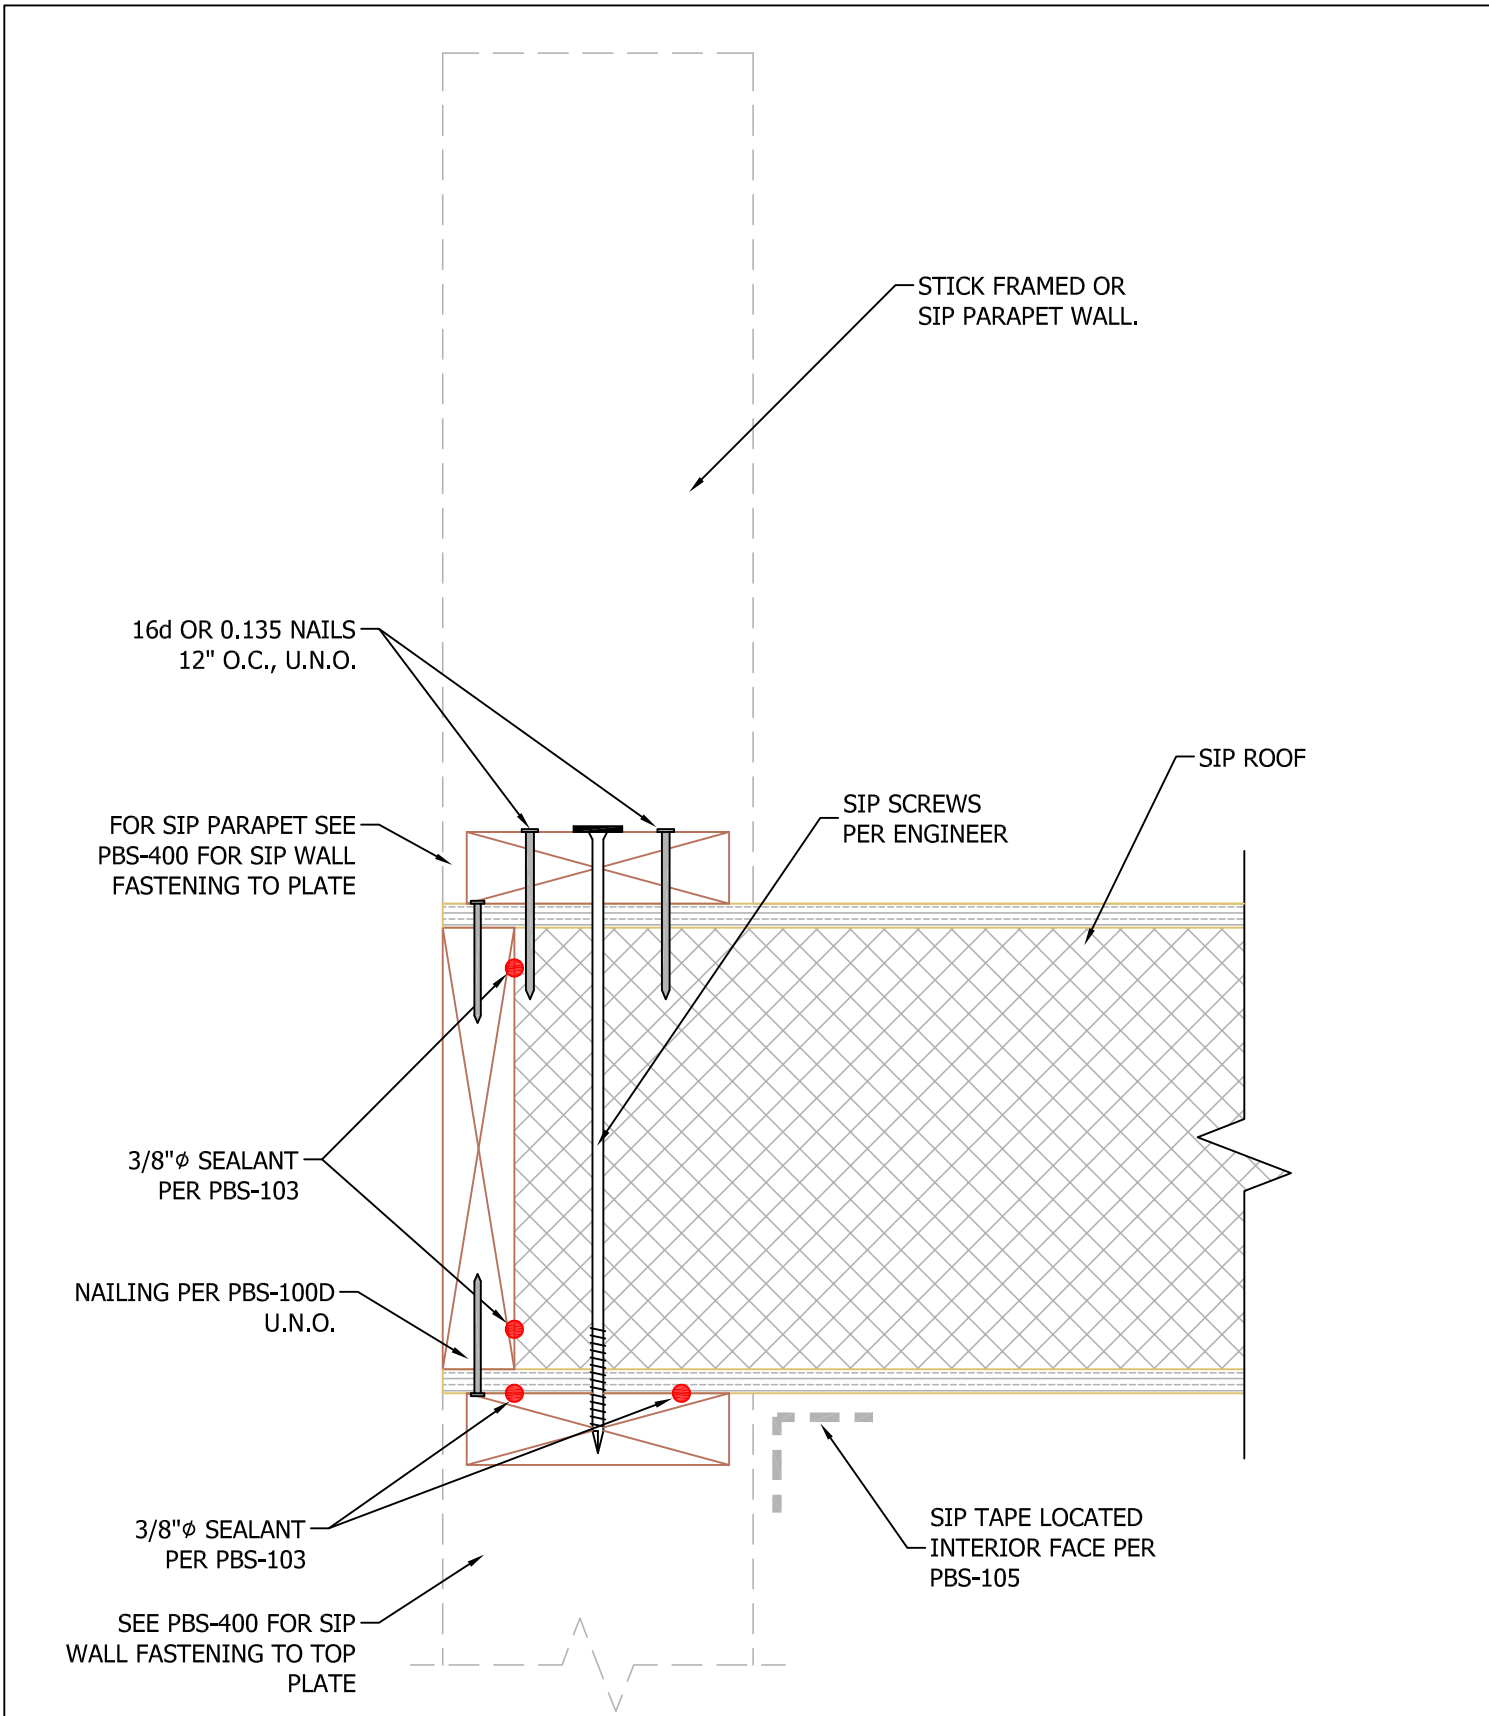 STICK FRAMED OR
SIP PARAPET WALL.
16d OR 0.135 NAILS
12" O.C., U.N.O.
SIP ROOF
SIP SCREWS
PER ENGINEER
FOR SIP PARAPET SEE
PBS-400 FOR SIP WALL
FASTENING TO PLATE
3/8"⌀ SEALANT
PER PBS-103
NAILING PER PBS-100D
U.N.O.
3/8"⌀ SEALANT
PER PBS-103
SIP TAPE LOCATED
INTERIOR FACE PER
PBS-105
SEE PBS-400 FOR SIP
WALL FASTENING TO TOP
PLATE